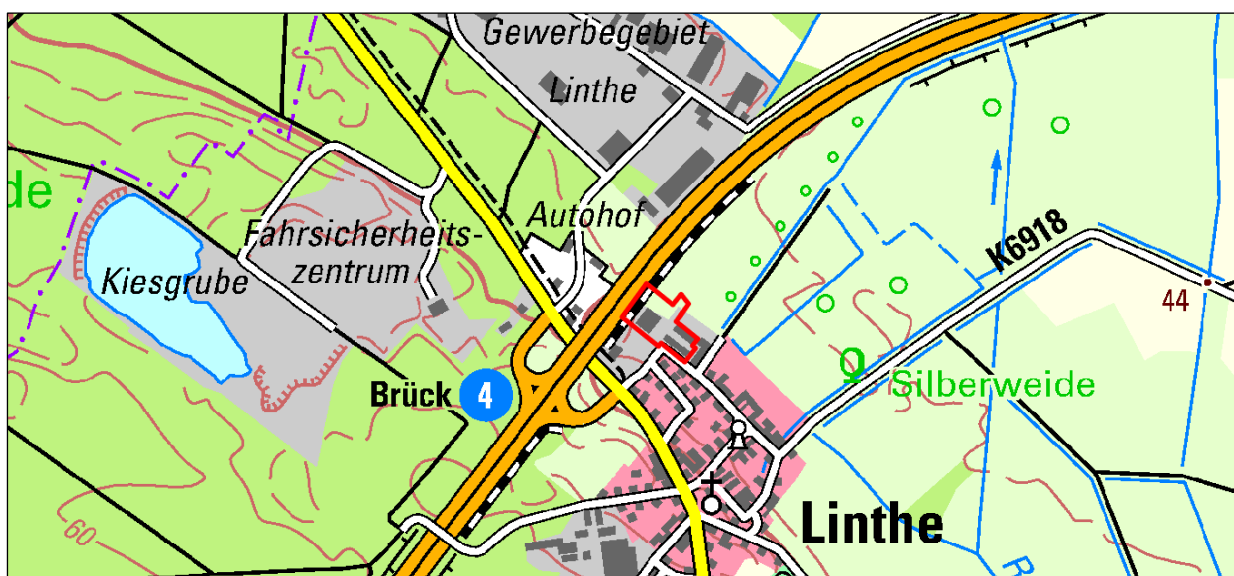 Gewerbegebiet
Linthe
de
Autohof
Fahrsicherheits-
zentrum
Kiesgrube
K6918
44
Brück 4
Silberweide
Linthe
60
R